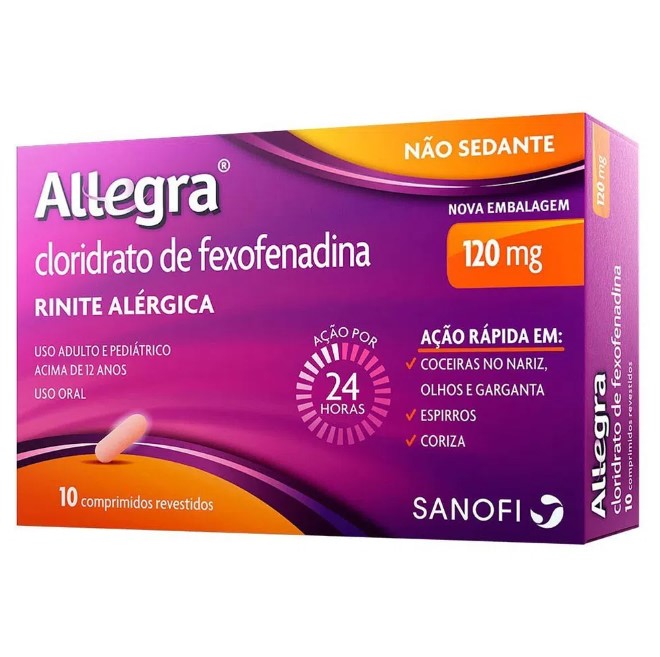 NÃO SEDANTE
Allegra®
NOVA EMBALAGEM
cloridrato de fexofenadina
120 mg
RINITE ALÉRGICA
USO ADULTO E PEDIÁTRICO
ACIMA DE 12 ANOS
USO ORAL
AÇÃO POR
24
HORAS
AÇÃO RÁPIDA EM:
✓ COCEIRAS NO NARIZ,
OLHOS E GARGANTA
✓ ESPIRROS
✓ CORIZA
10 comprimidos revestidos
SANOFI
120 mg
Allegra
cloridrato de fexofenadina
10 comprimidos revestidos